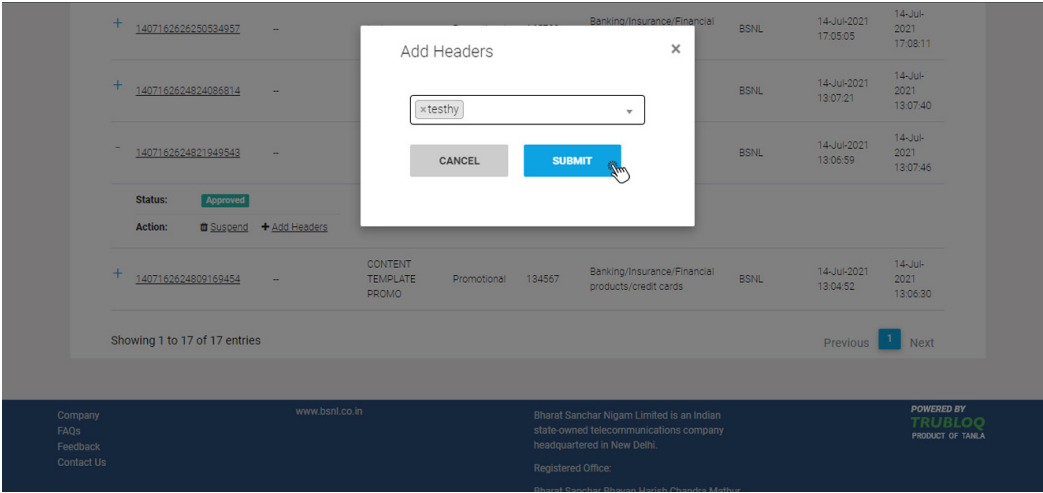 + 1407162626250534957 -- Banking/Insurance/Financial BSNL 14-Jul-2021 17:05:05 14-Jul-2021 17:08:11
Add Headers ×
+ 1407162624824086814 -- BSNL 14-Jul-2021 13:07:21 14-Jul-2021 13:07:40
×testhy
- 1407162624821949543 -- BSNL 14-Jul-2021 13:06:59 14-Jul-2021 13:07:46
CANCEL SUBMIT
Status: Approved
Action: Suspend + Add Headers
+ 1407162624809169454 -- CONTENT TEMPLATE PROMO Promotional 134567 Banking/Insurance/Financial products/credit cards BSNL 14-Jul-2021 13:04:52 14-Jul-2021 13:06:30
Showing 1 to 17 of 17 entries
Previous 1 Next
Company
FAQs
Feedback
Contact Us
www.bsnl.co.in
Bharat Sanchar Nigam Limited is an Indian
state-owned telecommunications company
headquartered in New Delhi.
Registered Office:
Bharat Sanchar Bhavan Harish Chandra Mathur
POWERED BY
TRUBLOQ
PRODUCT OF TANLA